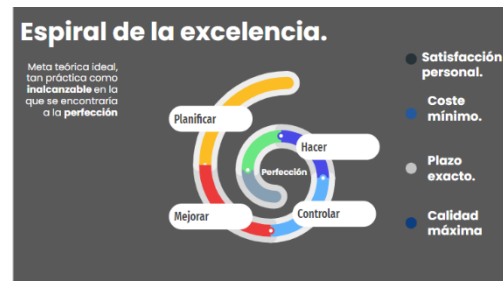 Espiral de la excelencia.
Meta teórica ideal,
tan práctica como
inalcanzable en la
que se encontraría
a la perfección
Planificar
Hacer
Perfección
Mejorar
Controlar
Satisfacción
personal.
Coste
mínimo.
Plazo
exacto.
Calidad
máxima